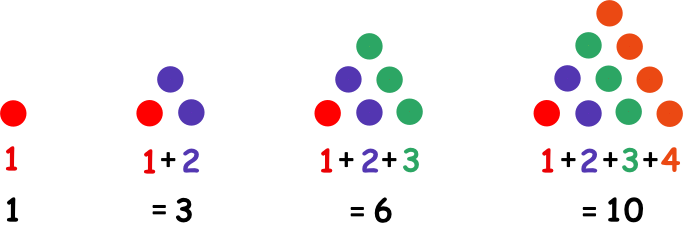 1 1+2 1+2+3 1+2+3+4
1 =3 =6 =10